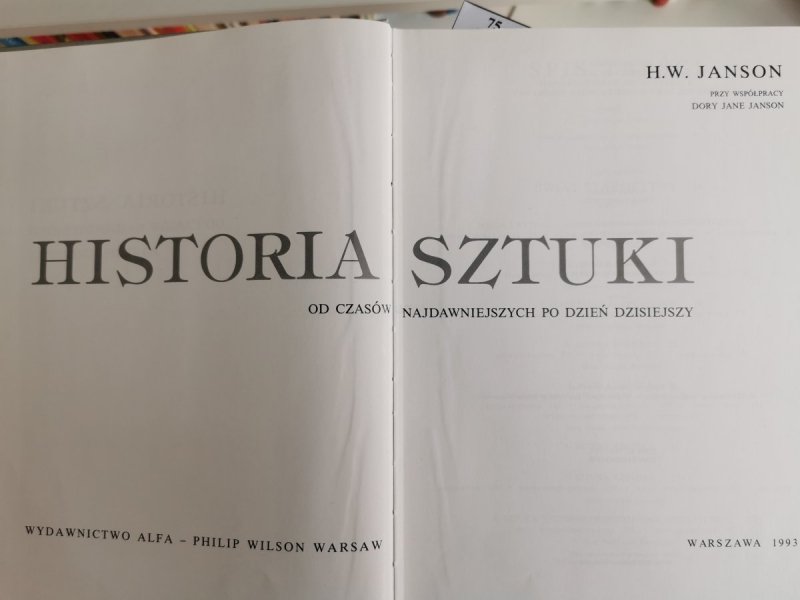 75
H.W. JANSON
PRZY WSPÓŁPRACY
DORY JANE JANSON
HISTORIA SZTUKI
OD CZASÓW NAJDAWNIEJSZYCH PO DZIEŃ DZISIEJSZY
WYDAWNICTWO ALFA – PHILIP WILSON WARSAW
WARSZAWA 1993